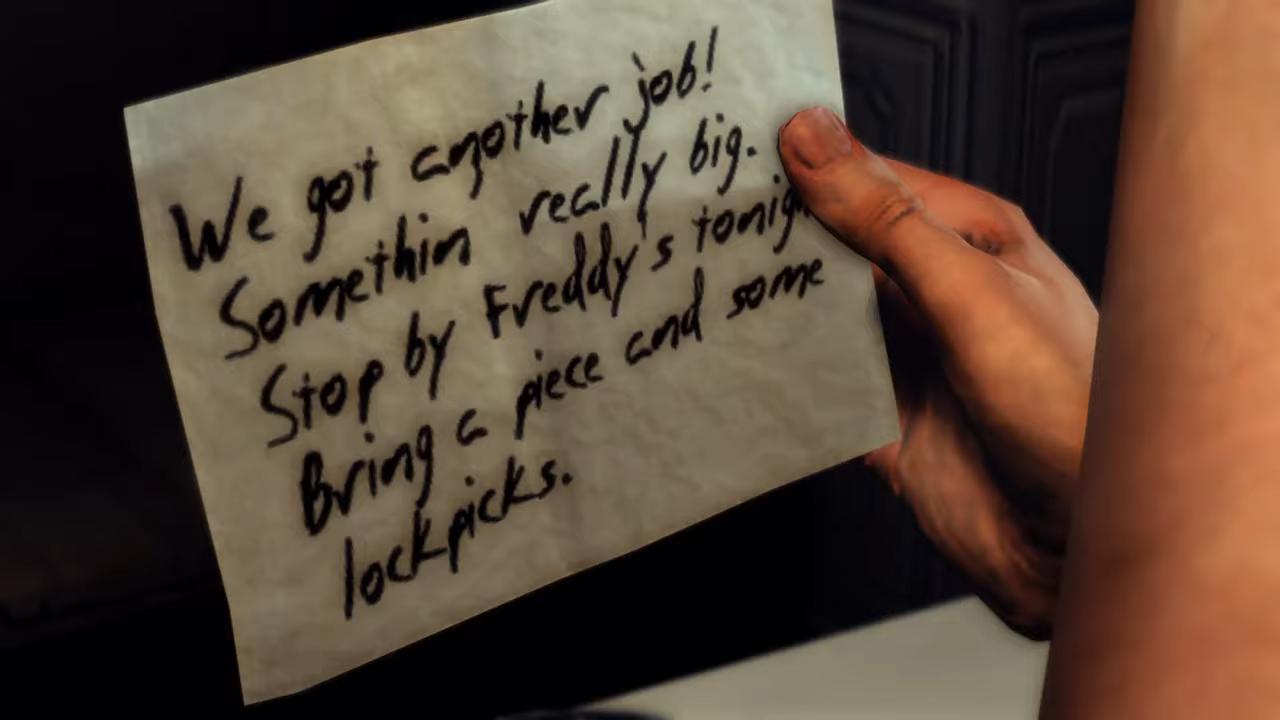 We got another job!
Somethin really big.
Stop by Freddy's
Bring a piece and some
lockpicks.